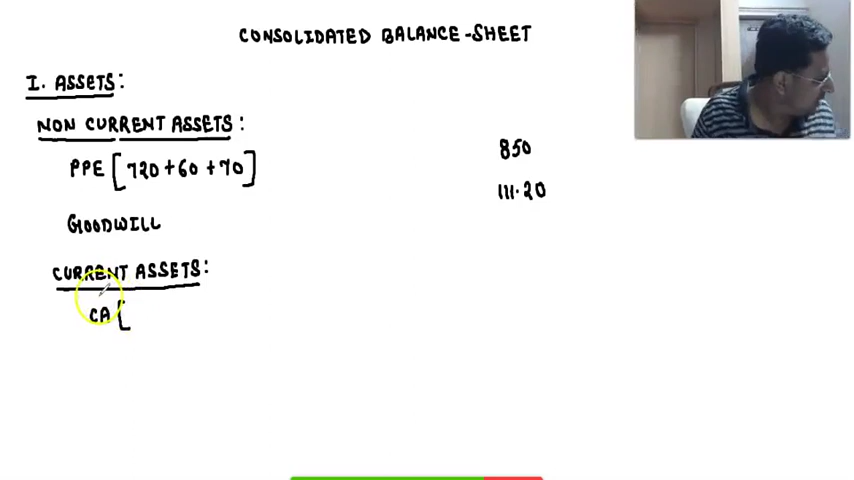 CONSOLIDATED BALANCE-SHEET
I. ASSETS:
NON CURRENT ASSETS:
PPE [720+60+70] 850
GOODWILL 111.20
CURRENT ASSETS:
CA [